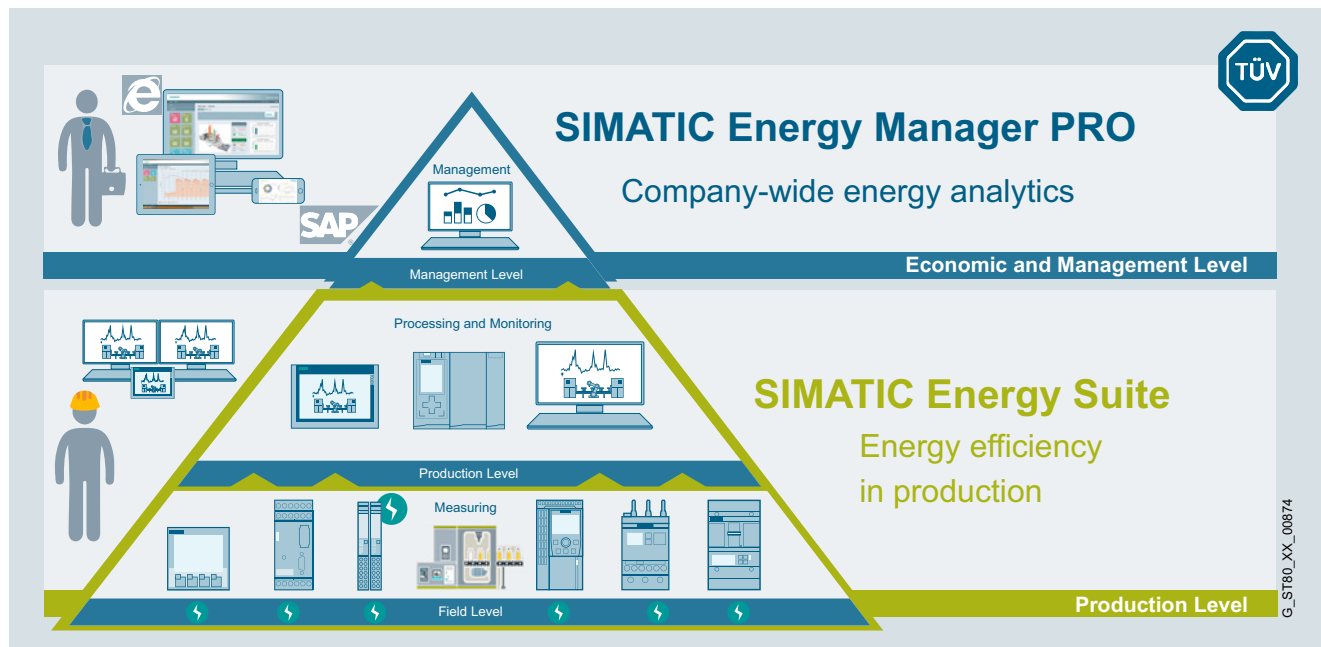 TÜV
SIMATIC Energy Manager PRO
Management
Company-wide energy analytics
SAP
Economic and Management Level
Management Level
Processing and Monitoring
SIMATIC Energy Suite
Energy efficiency
in production
Production Level
Measuring
Field Level
Production Level
G_ST80_XX_00874